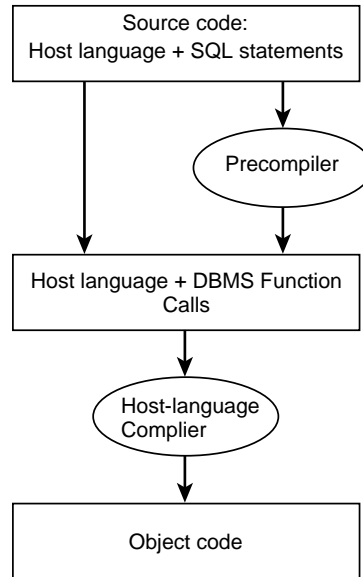 Source code:
Host language + SQL statements
Precompiler
Host language + DBMS Function
Calls
Host-language
Complier
Object code